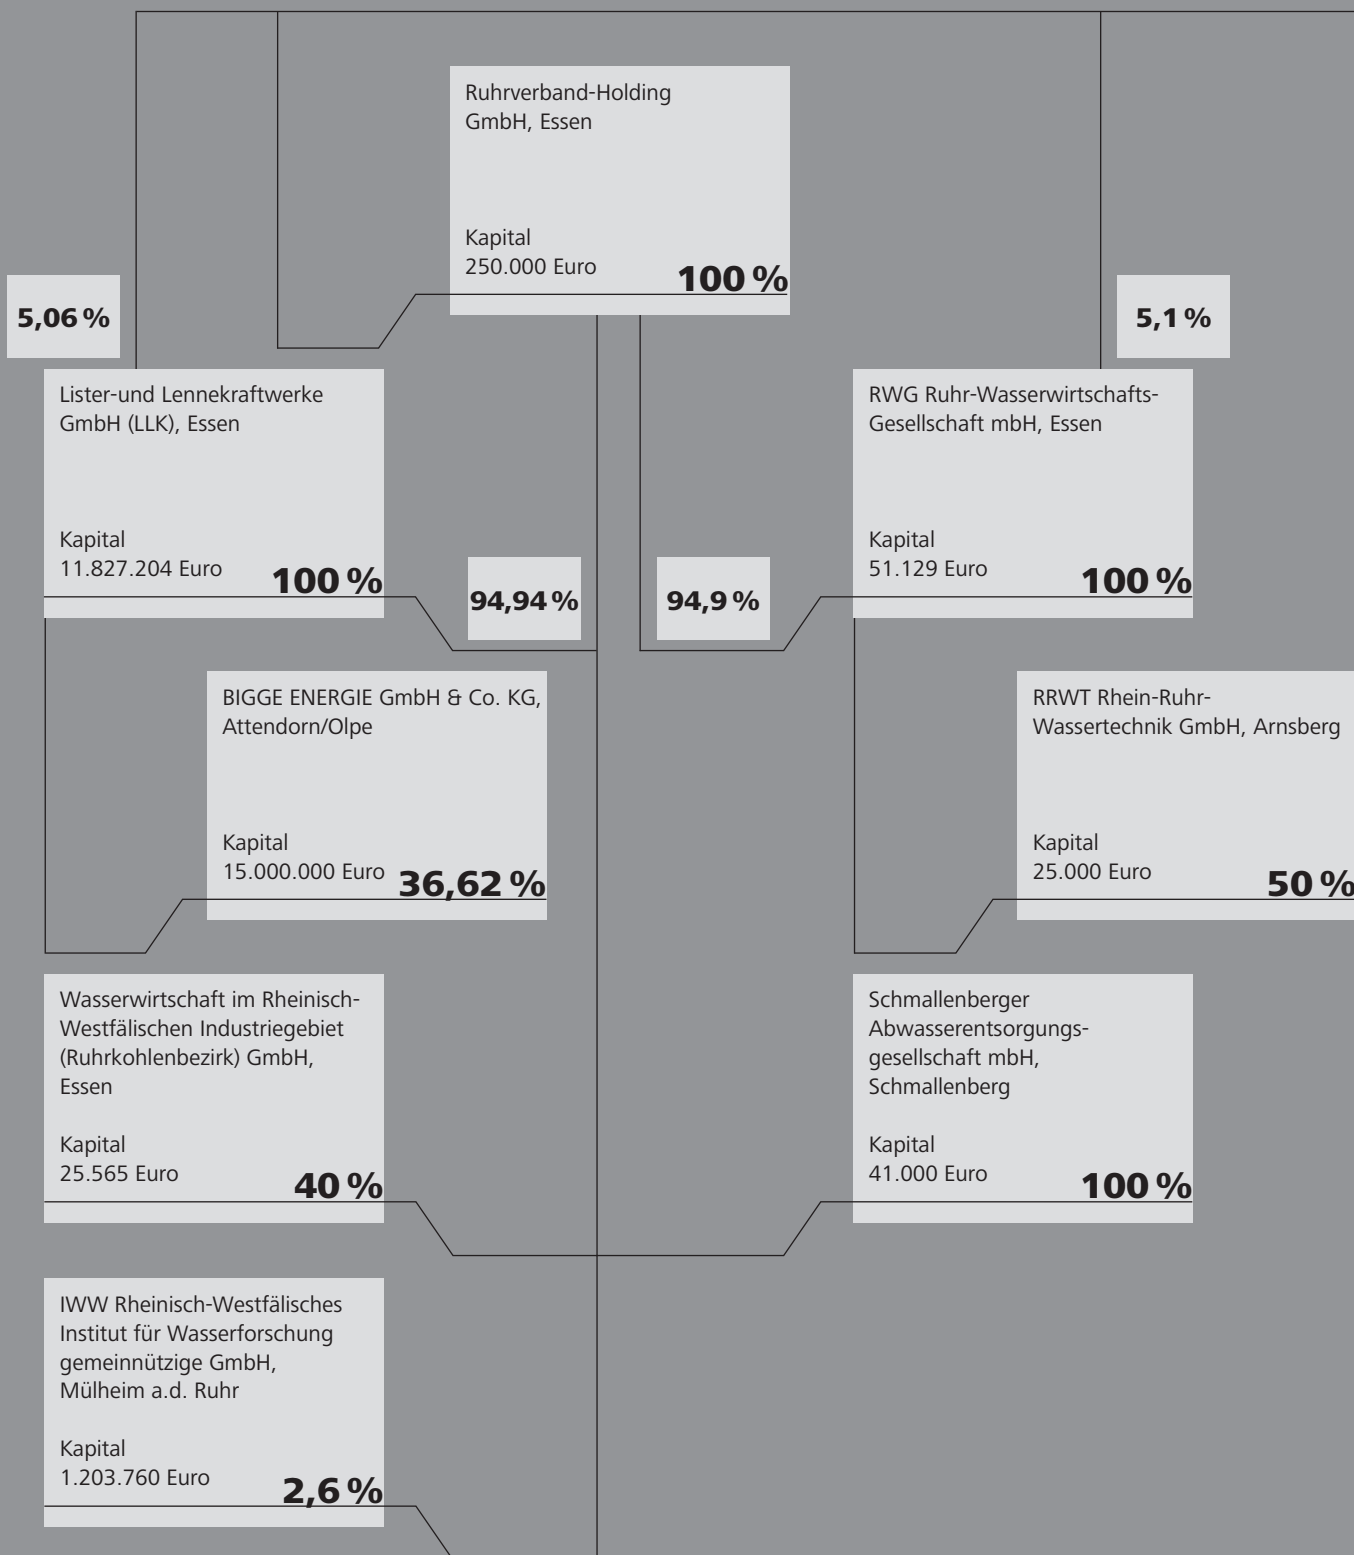 Ruhrverband-Holding
GmbH, Essen
Kapital
250.000 Euro
100 %
5,06 %
5,1 %
Lister-und Lennekraftwerke
GmbH (LLK), Essen
Kapital
11.827.204 Euro
100 %
94,94 %
94,9 %
RWG Ruhr-Wasserwirtschafts-
Gesellschaft mbH, Essen
Kapital
51.129 Euro
100 %
BIGGE ENERGIE GmbH & Co. KG,
Attendorn/Olpe
Kapital
15.000.000 Euro
36,62 %
RRWT Rhein-Ruhr-
Wassertechnik GmbH, Arnsberg
Kapital
25.000 Euro
50 %
Wasserwirtschaft im Rheinisch-
Westfälischen Industriegebiet
(Ruhrkohlenbezirk) GmbH,
Essen
Kapital
25.565 Euro
40 %
Schmallenberger
Abwasserentsorgungs-
gesellschaft mbH,
Schmallenberg
Kapital
41.000 Euro
100 %
IWW Rheinisch-Westfälisches
Institut für Wasserforschung
gemeinnützige GmbH,
Mülheim a.d. Ruhr
Kapital
1.203.760 Euro
2,6 %